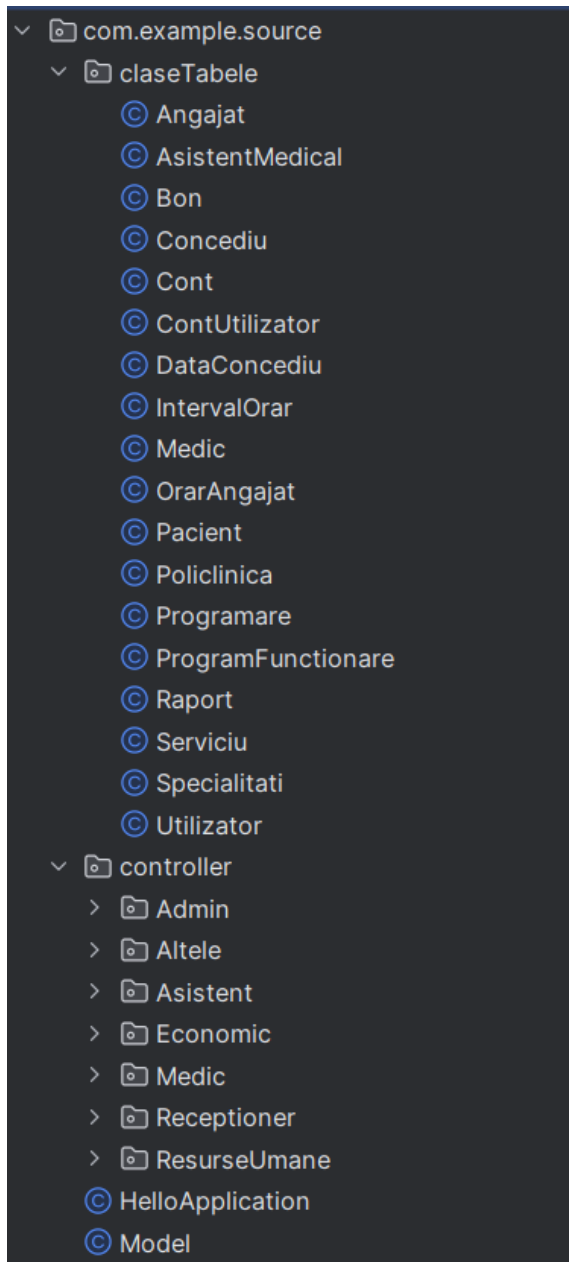 com.example.source
claseTabele
Angajat
AsistentMedical
Bon
Concediu
Cont
ContUtilizator
DataConcediu
IntervalOrar
Medic
OrarAngajat
Pacient
Policlinica
Programare
ProgramFunctionare
Raport
Serviciu
Specialitati
Utilizator
controller
Admin
Altele
Asistent
Economic
Medic
Receptioner
ResurseUmane
HelloApplication
Model